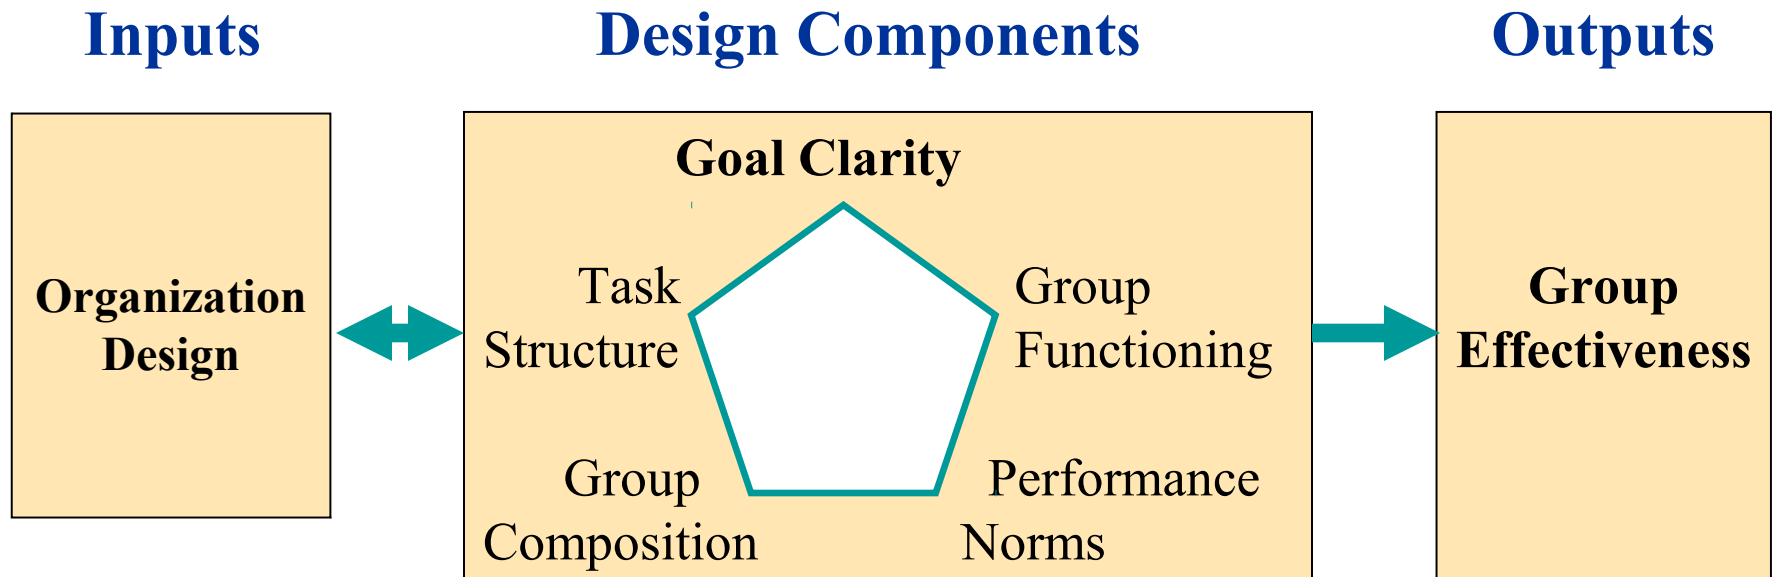 Inputs
Design Components
Outputs
Organization
Design
Goal Clarity
Task
Structure
Group
Functioning
Group
Composition
Performance
Norms
Group
Effectiveness